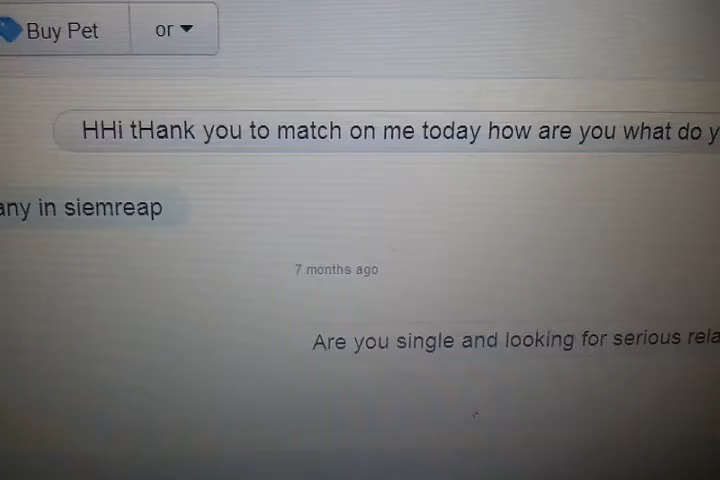 Buy Pet
or
HHi tHank you to match on me today how are you what do y
any in siemreap
7 months ago
Are you single and looking for serious rela